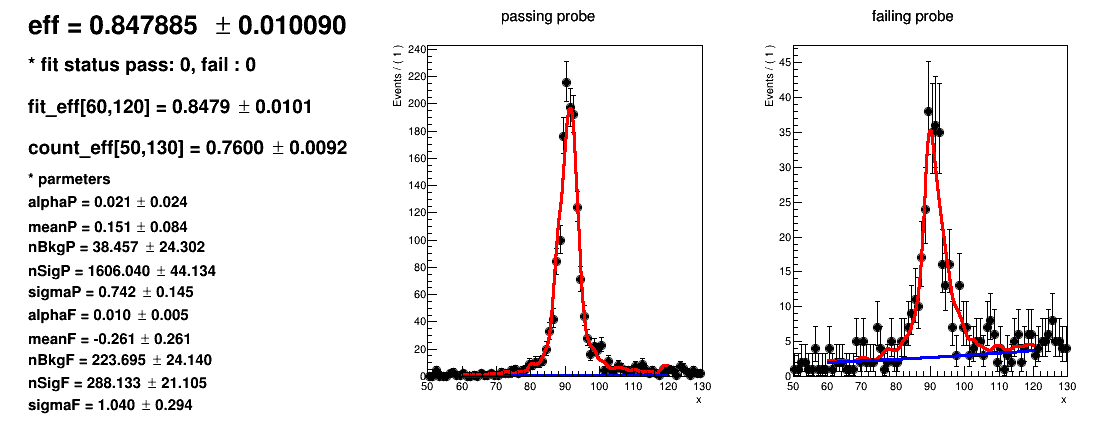 eff = 0.847885 ± 0.010090
* fit status pass: 0, fail : 0
fit_eff[60,120] = 0.8479 ± 0.0101
count_eff[50,130] = 0.7600 ± 0.0092
* parmeters
alphaP = 0.021 ± 0.024
meanP = 0.151 ± 0.084
nBkgP = 38.457 ± 24.302
nSigP = 1606.040 ± 44.134
sigmaP = 0.742 ± 0.145
alphaF = 0.010 ± 0.005
meanF = -0.261 ± 0.261
nBkgF = 223.695 ± 24.140
nSigF = 288.133 ± 21.105
sigmaF = 1.040 ± 0.294
passing probe
Events / ( 1 )
240
220
200
180
160
140
120
100
80
60
40
20
0
50 60 70 80 90 100 110 120 130
x
failing probe
Events / ( 1 )
45
40
35
30
25
20
15
10
5
0
50 60 70 80 90 100 110 120 130
x